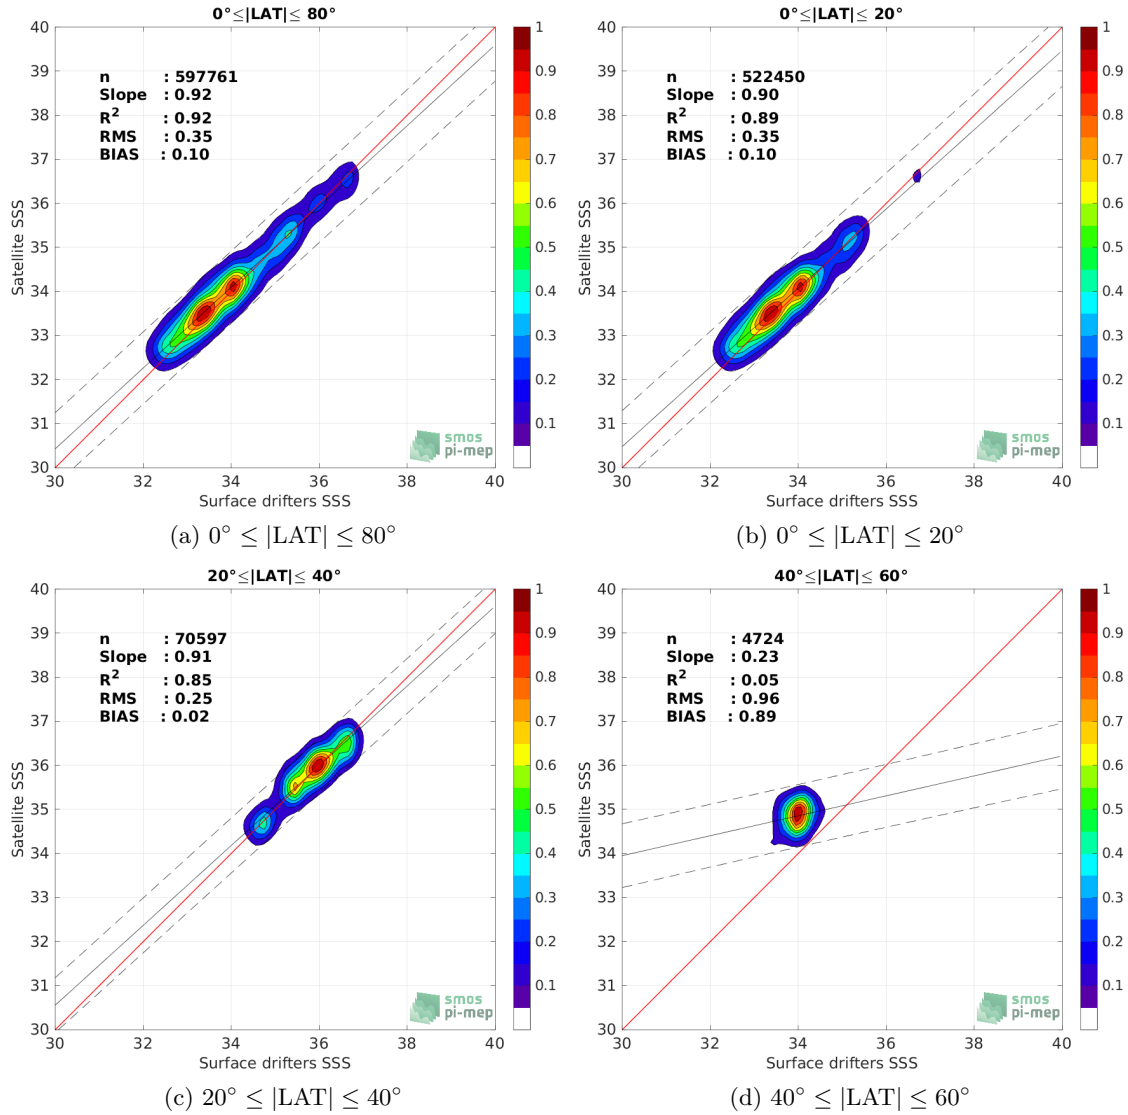 0°≤|LAT|≤ 80°
40
39
38
37
36
35
34
33
32
31
30
Satellite SSS
n : 597761
Slope : 0.92
R² : 0.92
RMS : 0.35
BIAS : 0.10
smos
pi-mep
30 32 34 36 38 40
Surface drifters SSS
1
0.9
0.8
0.7
0.6
0.5
0.4
0.3
0.2
0.1
(a) 0° ≤ |LAT| ≤ 80°
0°≤|LAT|≤ 20°
40
39
38
37
36
35
34
33
32
31
30
Satellite SSS
n : 522450
Slope : 0.90
R² : 0.89
RMS : 0.35
BIAS : 0.10
smos
pi-mep
30 32 34 36 38 40
Surface drifters SSS
1
0.9
0.8
0.7
0.6
0.5
0.4
0.3
0.2
0.1
(b) 0° ≤ |LAT| ≤ 20°
20°≤|LAT|≤ 40°
40
39
38
37
36
35
34
33
32
31
30
Satellite SSS
n : 70597
Slope : 0.91
R² : 0.85
RMS : 0.25
BIAS : 0.02
smos
pi-mep
30 32 34 36 38 40
Surface drifters SSS
1
0.9
0.8
0.7
0.6
0.5
0.4
0.3
0.2
0.1
(c) 20° ≤ |LAT| ≤ 40°
40°≤|LAT|≤ 60°
40
39
38
37
36
35
34
33
32
31
30
Satellite SSS
n : 4724
Slope : 0.23
R² : 0.05
RMS : 0.96
BIAS : 0.89
smos
pi-mep
30 32 34 36 38 40
Surface drifters SSS
1
0.9
0.8
0.7
0.6
0.5
0.4
0.3
0.2
0.1
(d) 40° ≤ |LAT| ≤ 60°